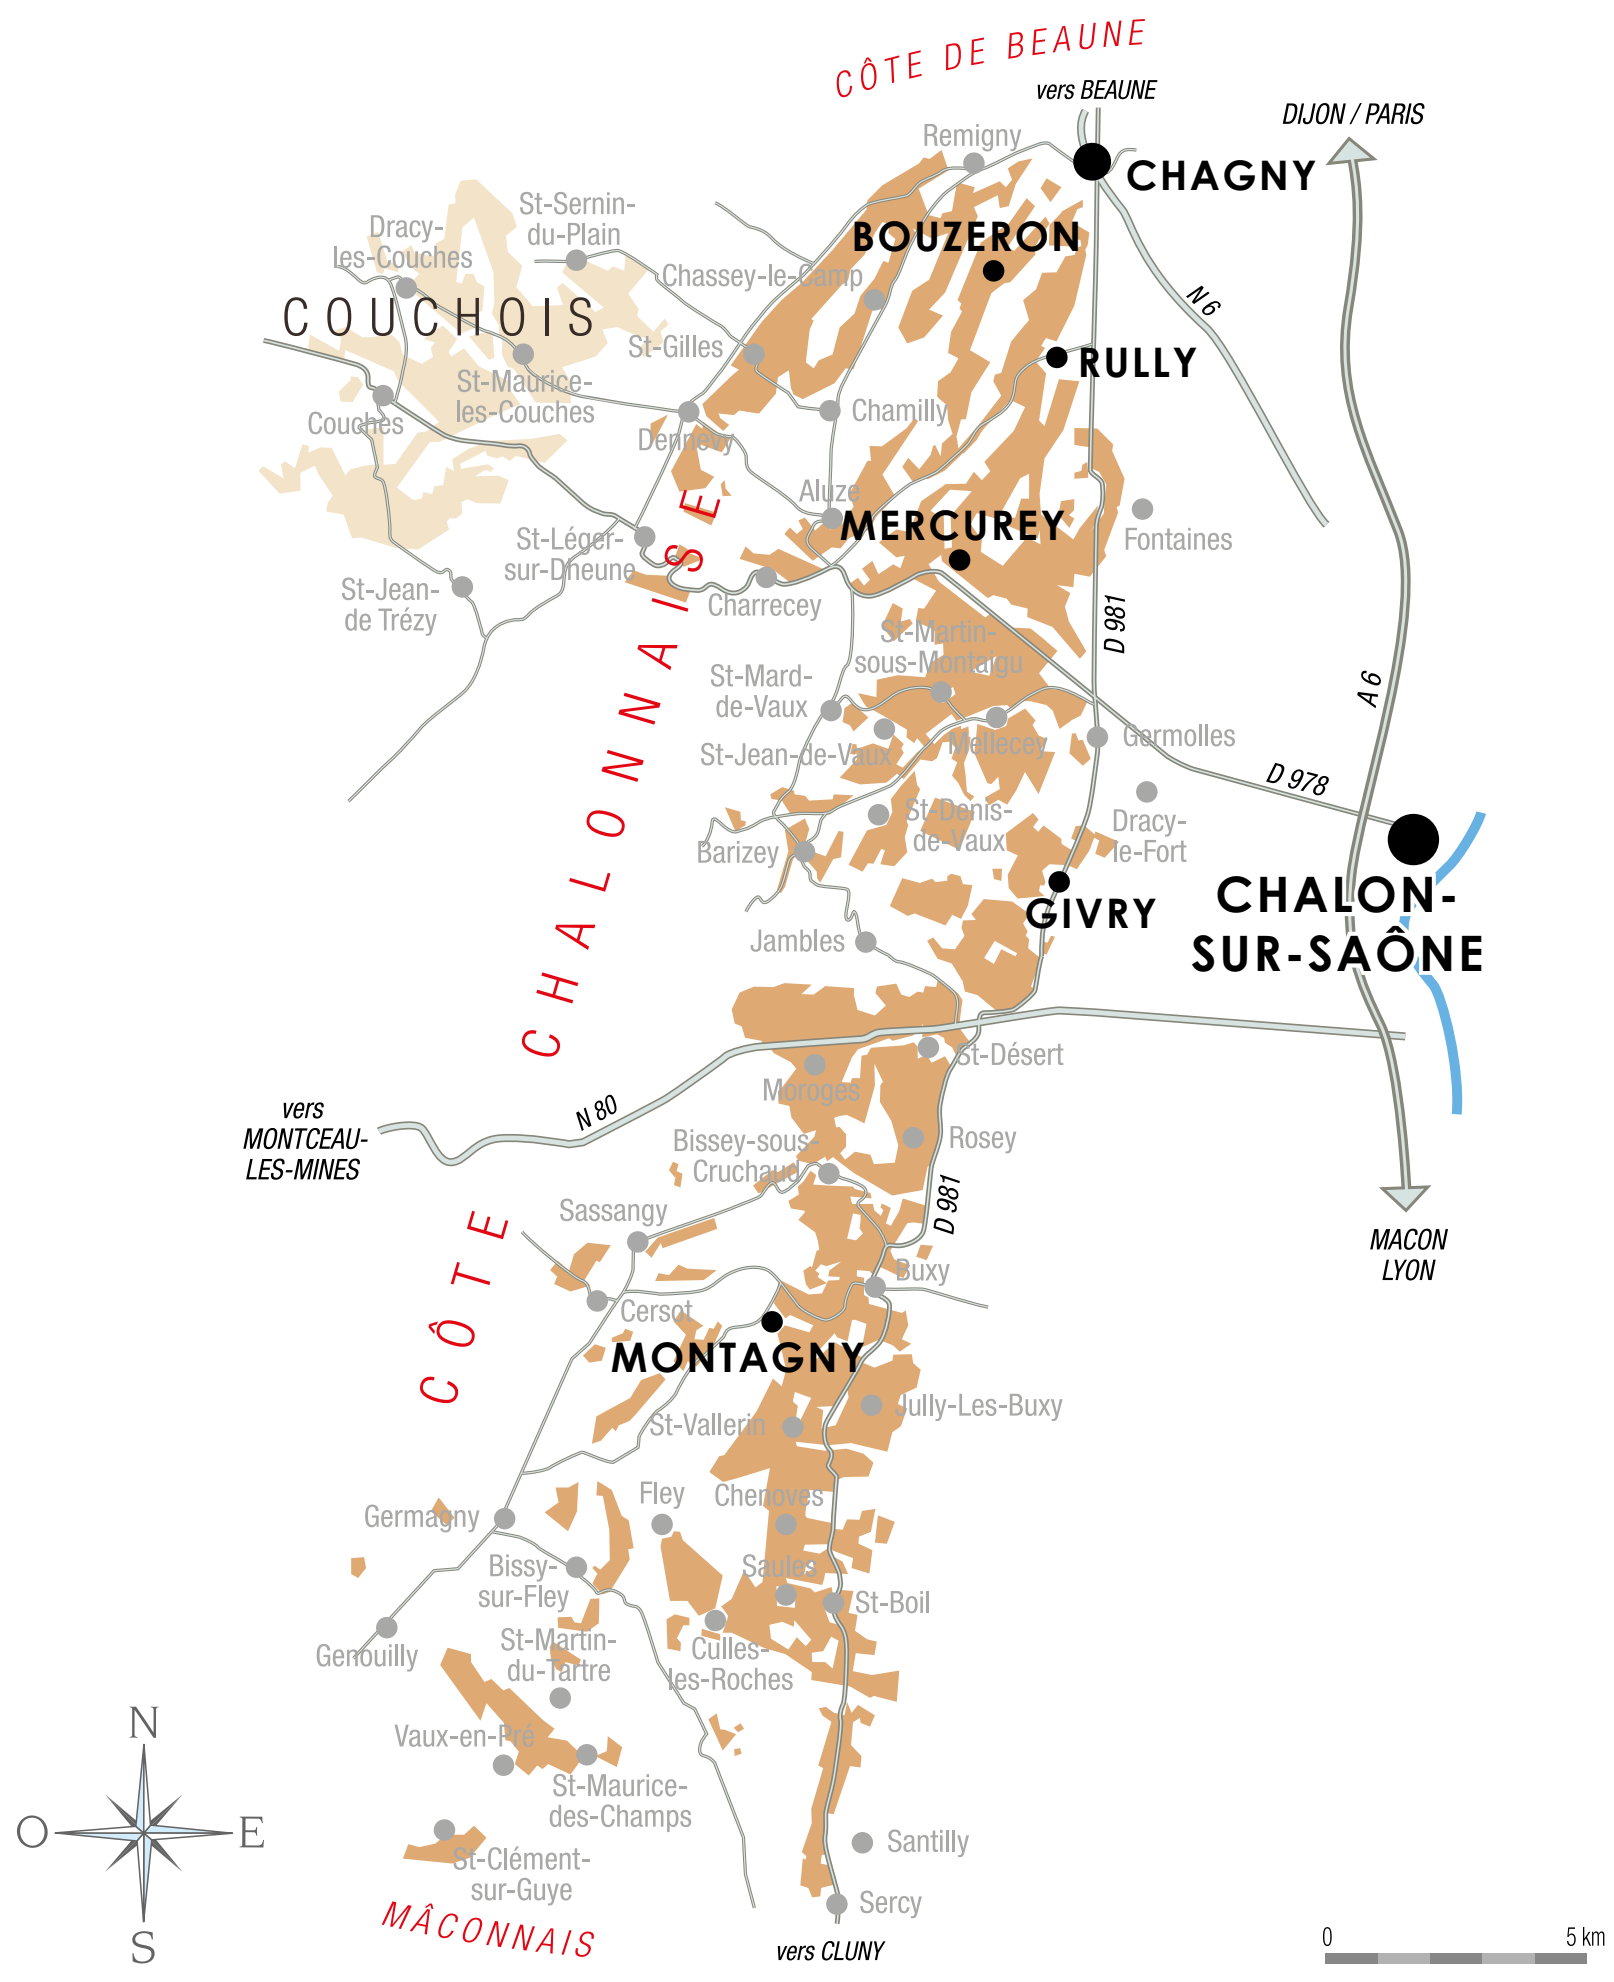 CÔTE DE BEAUNE
vers BEAUNE
DIJON / PARIS
Remigny
CHAGNY
St-Sernin-
du-Plain
Dracy-
les-Couches
BOUZERON
Chassey-le-Camp
N 6
COUCHOIS
St-Gilles
RULLY
St-Maurice-
les-Couches
Chamilly
Couches
Dennevy
Aluze
MERCUREY
Fontaines
St-Léger-
sur-Dheune
St-Jean-
de Trézy
Charrecey
D 981
St-Martin-
sous-Montaigu
St-Mard-
de-Vaux
A 6
Germolles
Mellecey
St-Jean-de-Vaux
D 978
St-Denis-
de-Vaux
Dracy-
le-Fort
Barizey
CHALON-
SUR-SAÔNE
GIVRY
Jambles
CÔTE CHALONNAISE
St-Désert
Moroges
N 80
vers
MONTCEAU-
LES-MINES
Rosey
Bissey-sous-
Cruchaud
D 981
Sassangy
MACON
LYON
Buxy
Cersot
MONTAGNY
Jully-Les-Buxy
St-Vallerin
Fley
Chenoves
Germagny
Bissy-
sur-Fley
Saules
St-Boil
Genouilly
St-Martin-
du-Tartre
Culles-
les-Roches
Vaux-en-Pré
St-Maurice-
des-Champs
N
O
E
S
St-Clément-
sur-Guye
Santilly
Sercy
MÂCONNAIS
vers CLUNY
0
5 km